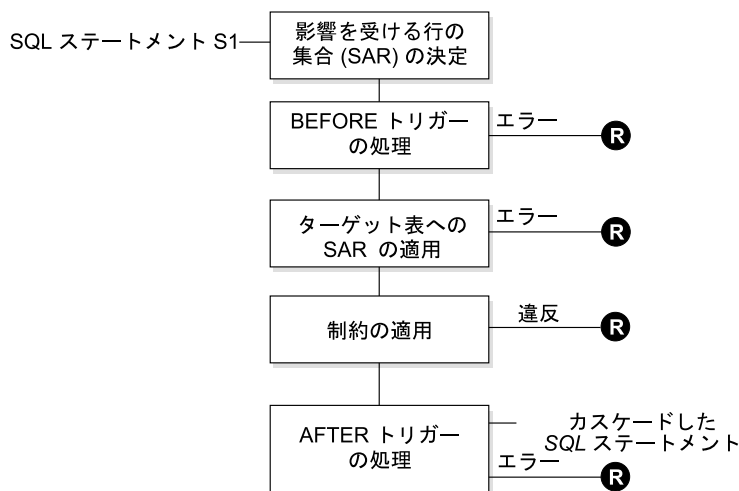 SQL ステートメント S1
影響を受ける行の
集合 (SAR) の決定
BEFORE トリガー
の処理
エラー
R
ターゲット表への
SAR の適用
エラー
R
制約の適用
違反
R
AFTER トリガー
の処理
カスケードした
SQL ステートメント
エラー
R